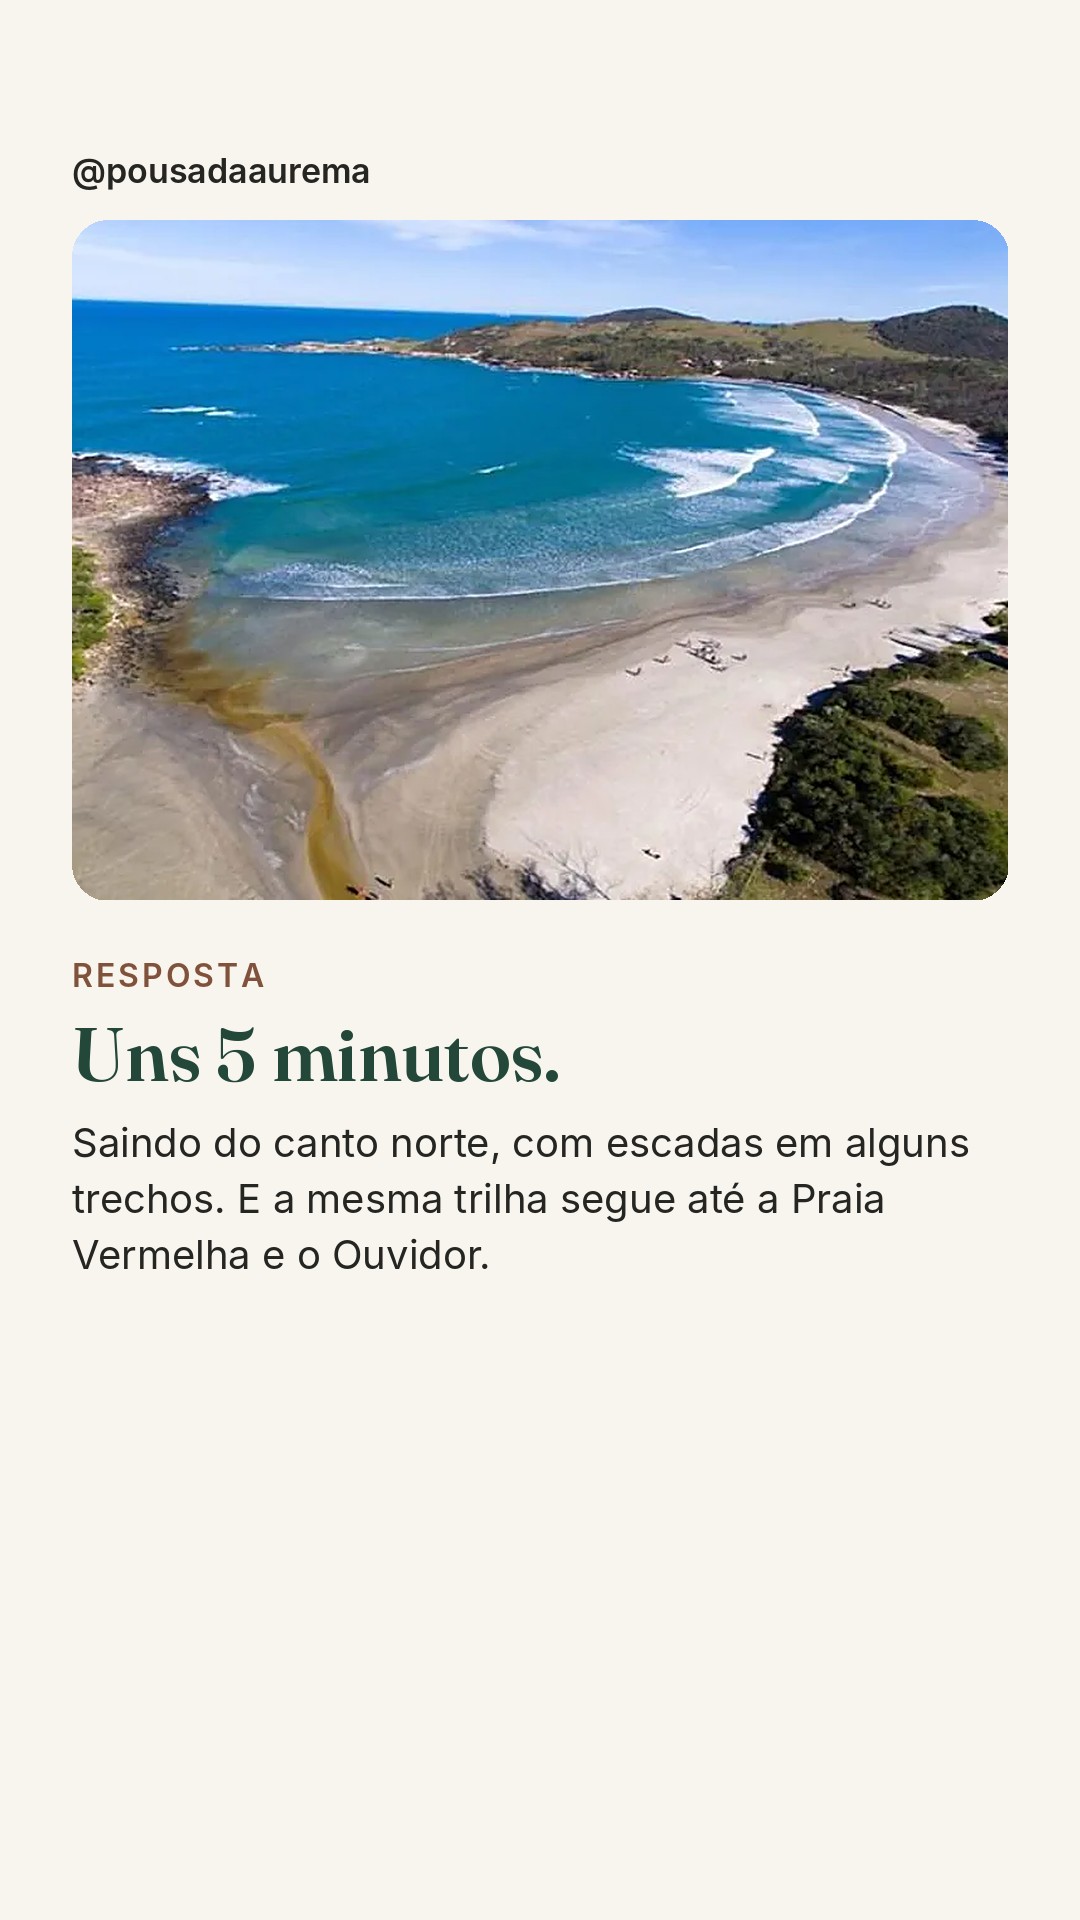 @pousadaaurema
RESPOSTA
Uns 5 minutos.
Saindo do canto norte, com escadas em alguns
trechos. E a mesma trilha segue até a Praia
Vermelha e o Ouvidor.